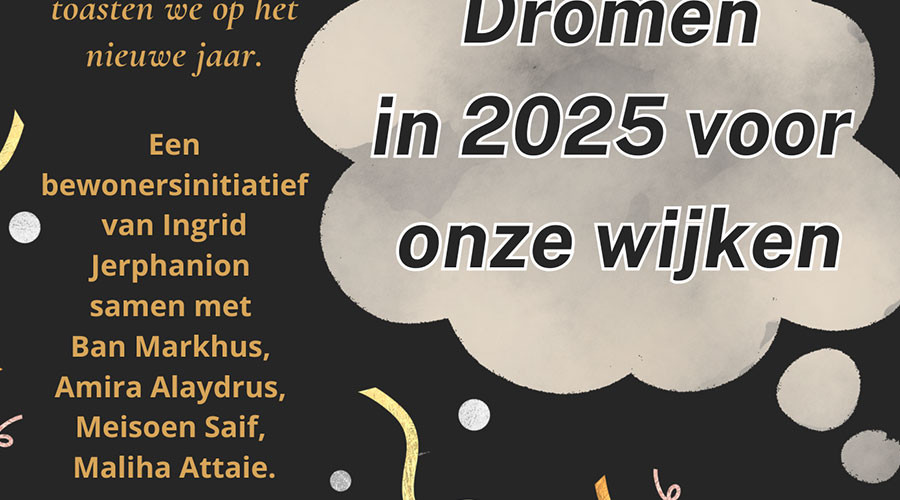 toasten we op het
nieuwe jaar.
Een
bewonersinitiatief
van Ingrid
Jerphanion
samen met
Ban Markhus,
Amira Alaydrus,
Meisoen Saif,
Maliha Attaie.
Dromen
in 2025 voor
onze wijken